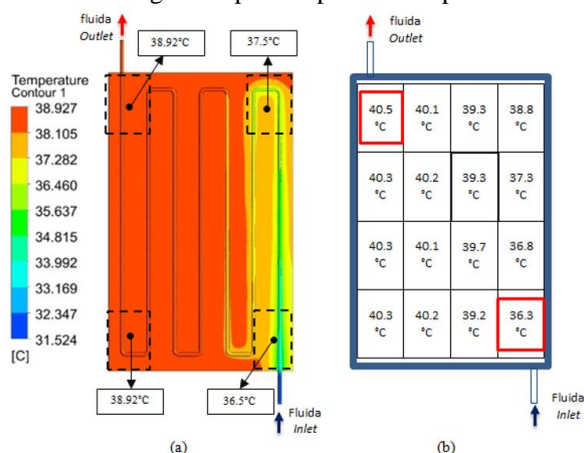 fluida
Outlet
38.92°C
37.5°C
Temperature
Contour 1
38.927
38.105
37.282
36.460
35.637
34.815
33.992
33.169
32.347
31.524
[C]
38.92°C
36.5°C
Fluida
Inlet
(a)
fluida
Outlet
40.5 °C
40.1 °C
39.3 °C
38.8 °C
40.3 °C
40.2 °C
39.3 °C
37.3 °C
40.3 °C
40.1 °C
39.7 °C
36.8 °C
40.3 °C
40.2 °C
39.2 °C
36.3 °C
Fluida
Inlet
(b)